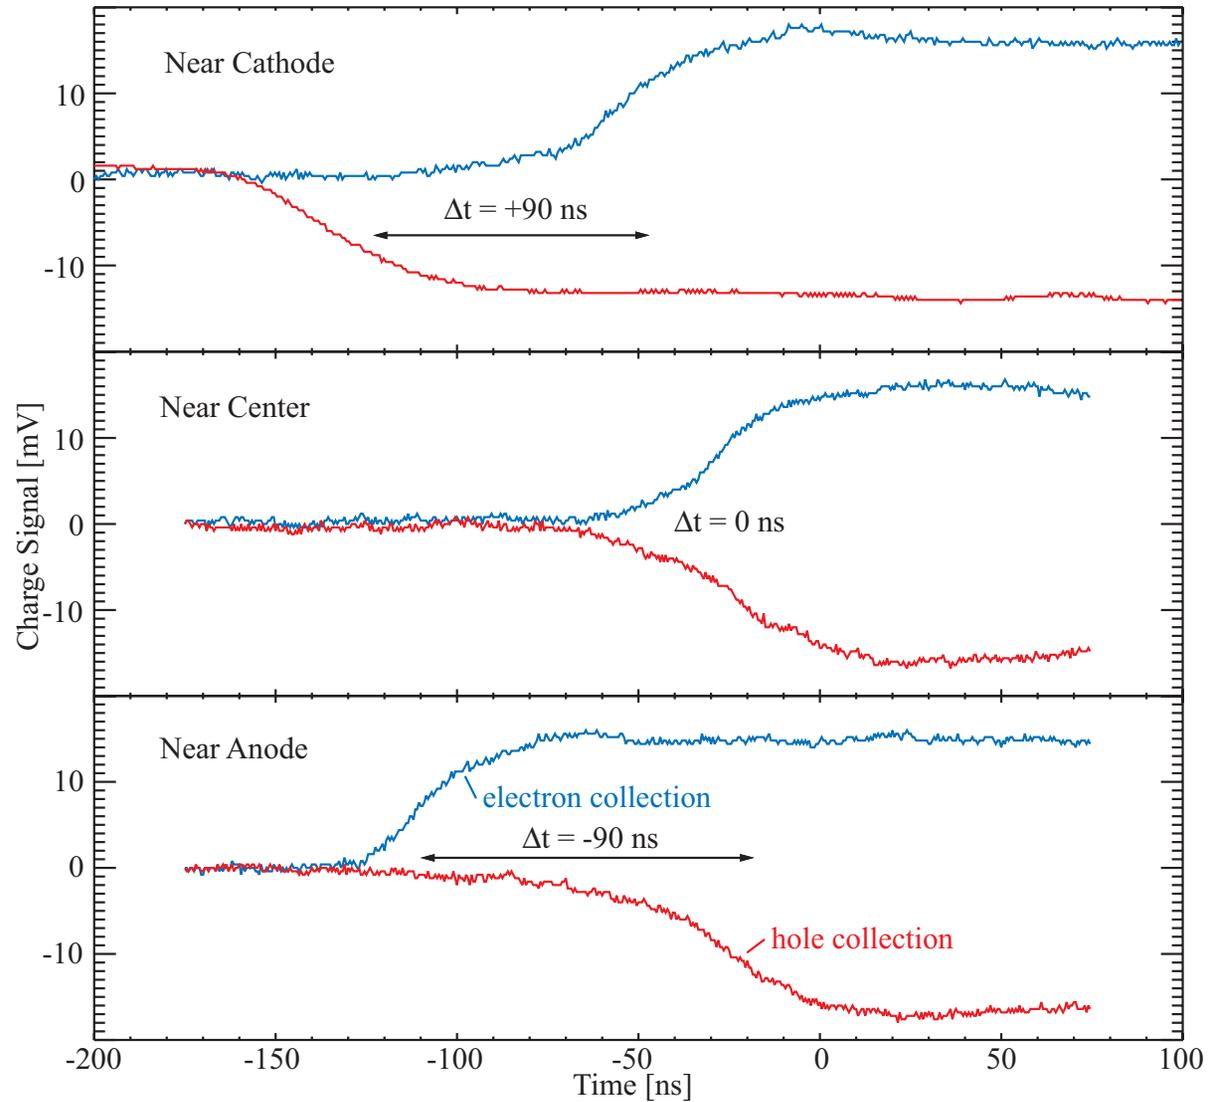 Near Cathode
10
0
-10
Δt = +90 ns
Near Center
10
0
-10
Δt = 0 ns
Charge Signal [mV]
Near Anode
10
0
-10
electron collection
Δt = -90 ns
hole collection
-200 -150 -100 -50 0 50 100
Time [ns]